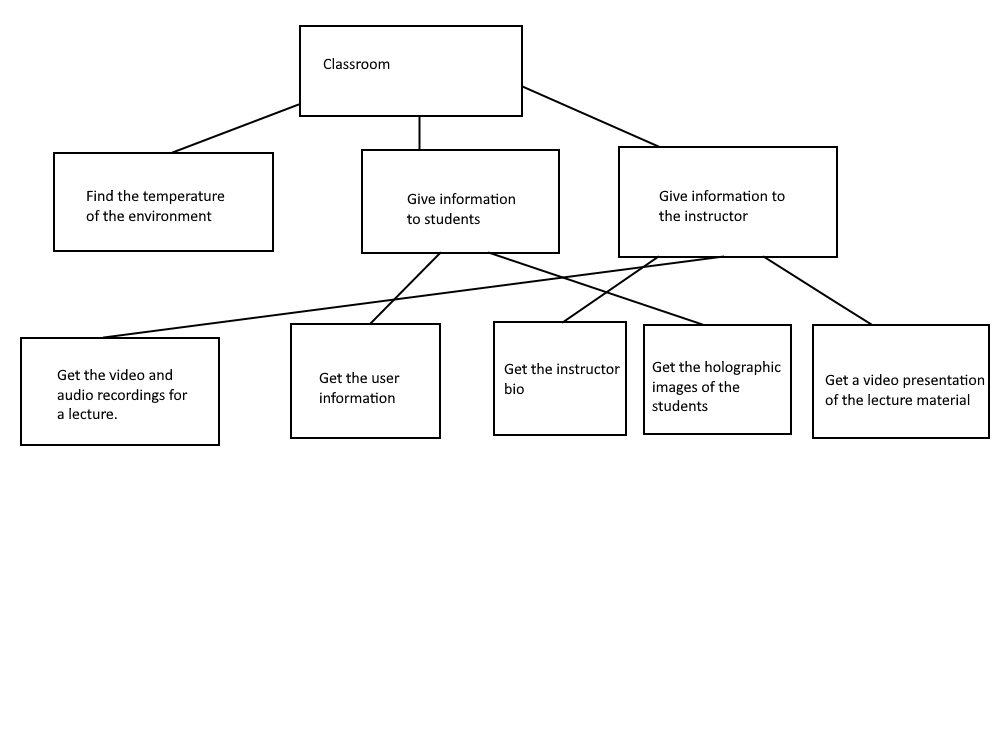 Classroom
Find the temperature
of the environment
Give information
to students
Give information to
the instructor
Get the video and
audio recordings for
a lecture.
Get the user
information
Get the instructor
bio
Get the holographic
images of the
students
Get a video presentation
of the lecture material